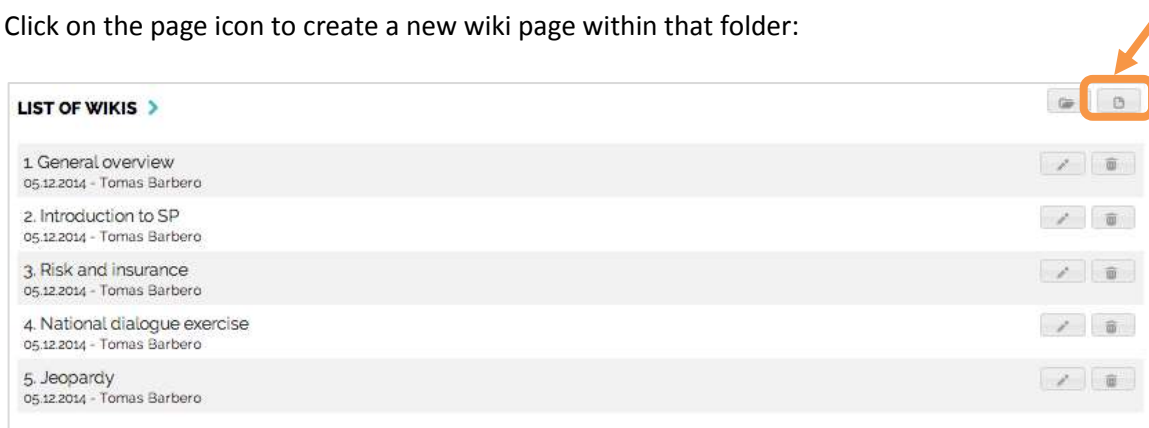 Click on the page icon to create a new wiki page within that folder:
LIST OF WIKIS
1. General overview
05.12.2014 - Tomas Barbero
2. Introduction to SP
05.12.2014 - Tomas Barbero
3. Risk and insurance
05.12.2014 - Tomas Barbero
4. National dialogue exercise
05.12.2014 - Tomas Barbero
5. Jeopardy
05.12.2014 - Tomas Barbero